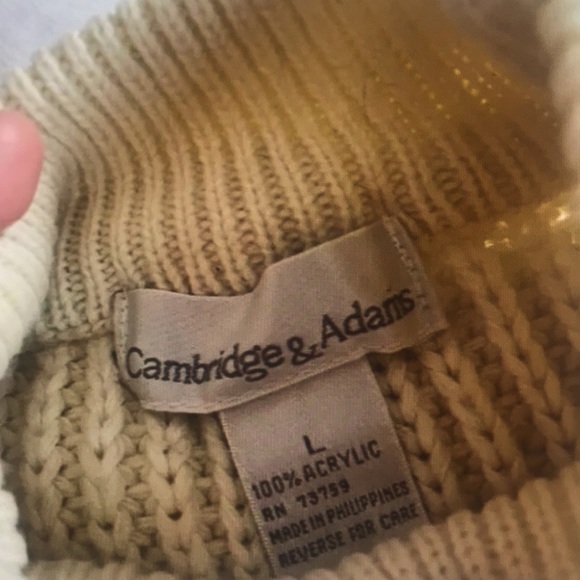 Cambridge & Adams
L
100% ACRYLIC
RN 73759
MADE IN PHILIPPINES
REVERSE FOR CARE